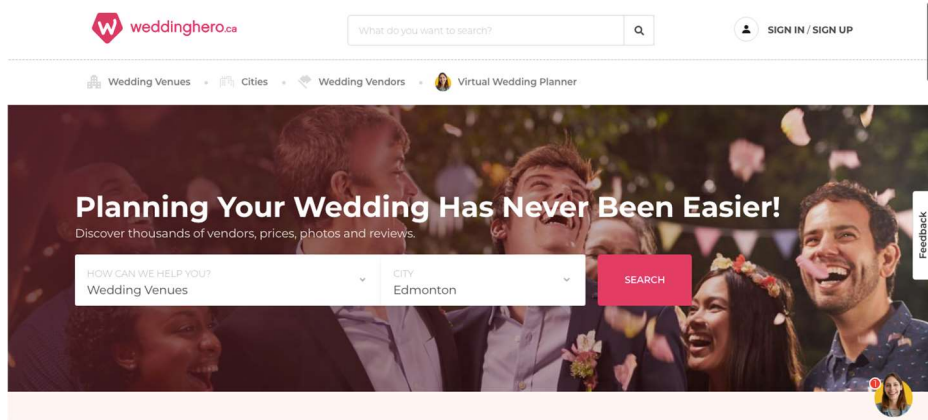 weddinghero.ca
What do you want to search?
SIGN IN / SIGN UP
Wedding Venues • Cities • Wedding Vendors • Virtual Wedding Planner
Planning Your Wedding Has Never Been Easier!
Discover thousands of vendors, prices, photos and reviews.
HOW CAN WE HELP YOU?
Wedding Venues
CITY
Edmonton
SEARCH
Feedback
1